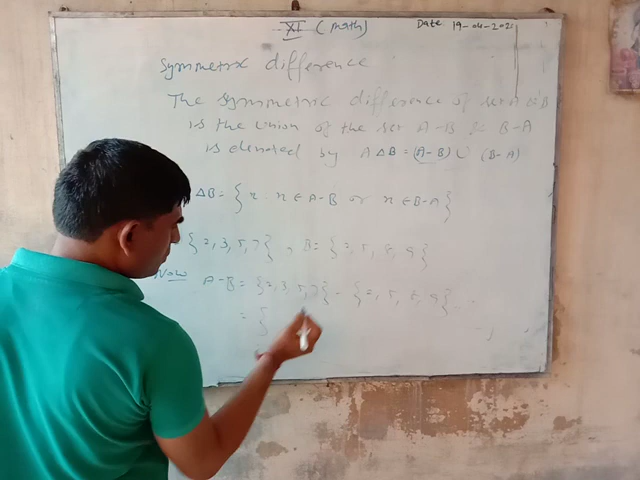 XI (Math) Date 19-04-202
Symmetric difference
The symmetric difference of set A & B
is the union of the set A-B & B-A
is denoted by A Δ B = (A-B) ∪ (B-A)
ΔB = { x : x ∈ A-B or x ∈ B-A }
{ 2, 3, 5, 7 } , B = { 2, 5, 8, 9 }
Now A-B = { 2, 3, 5, 7 } - { 2, 5, 8, 9 }
= {